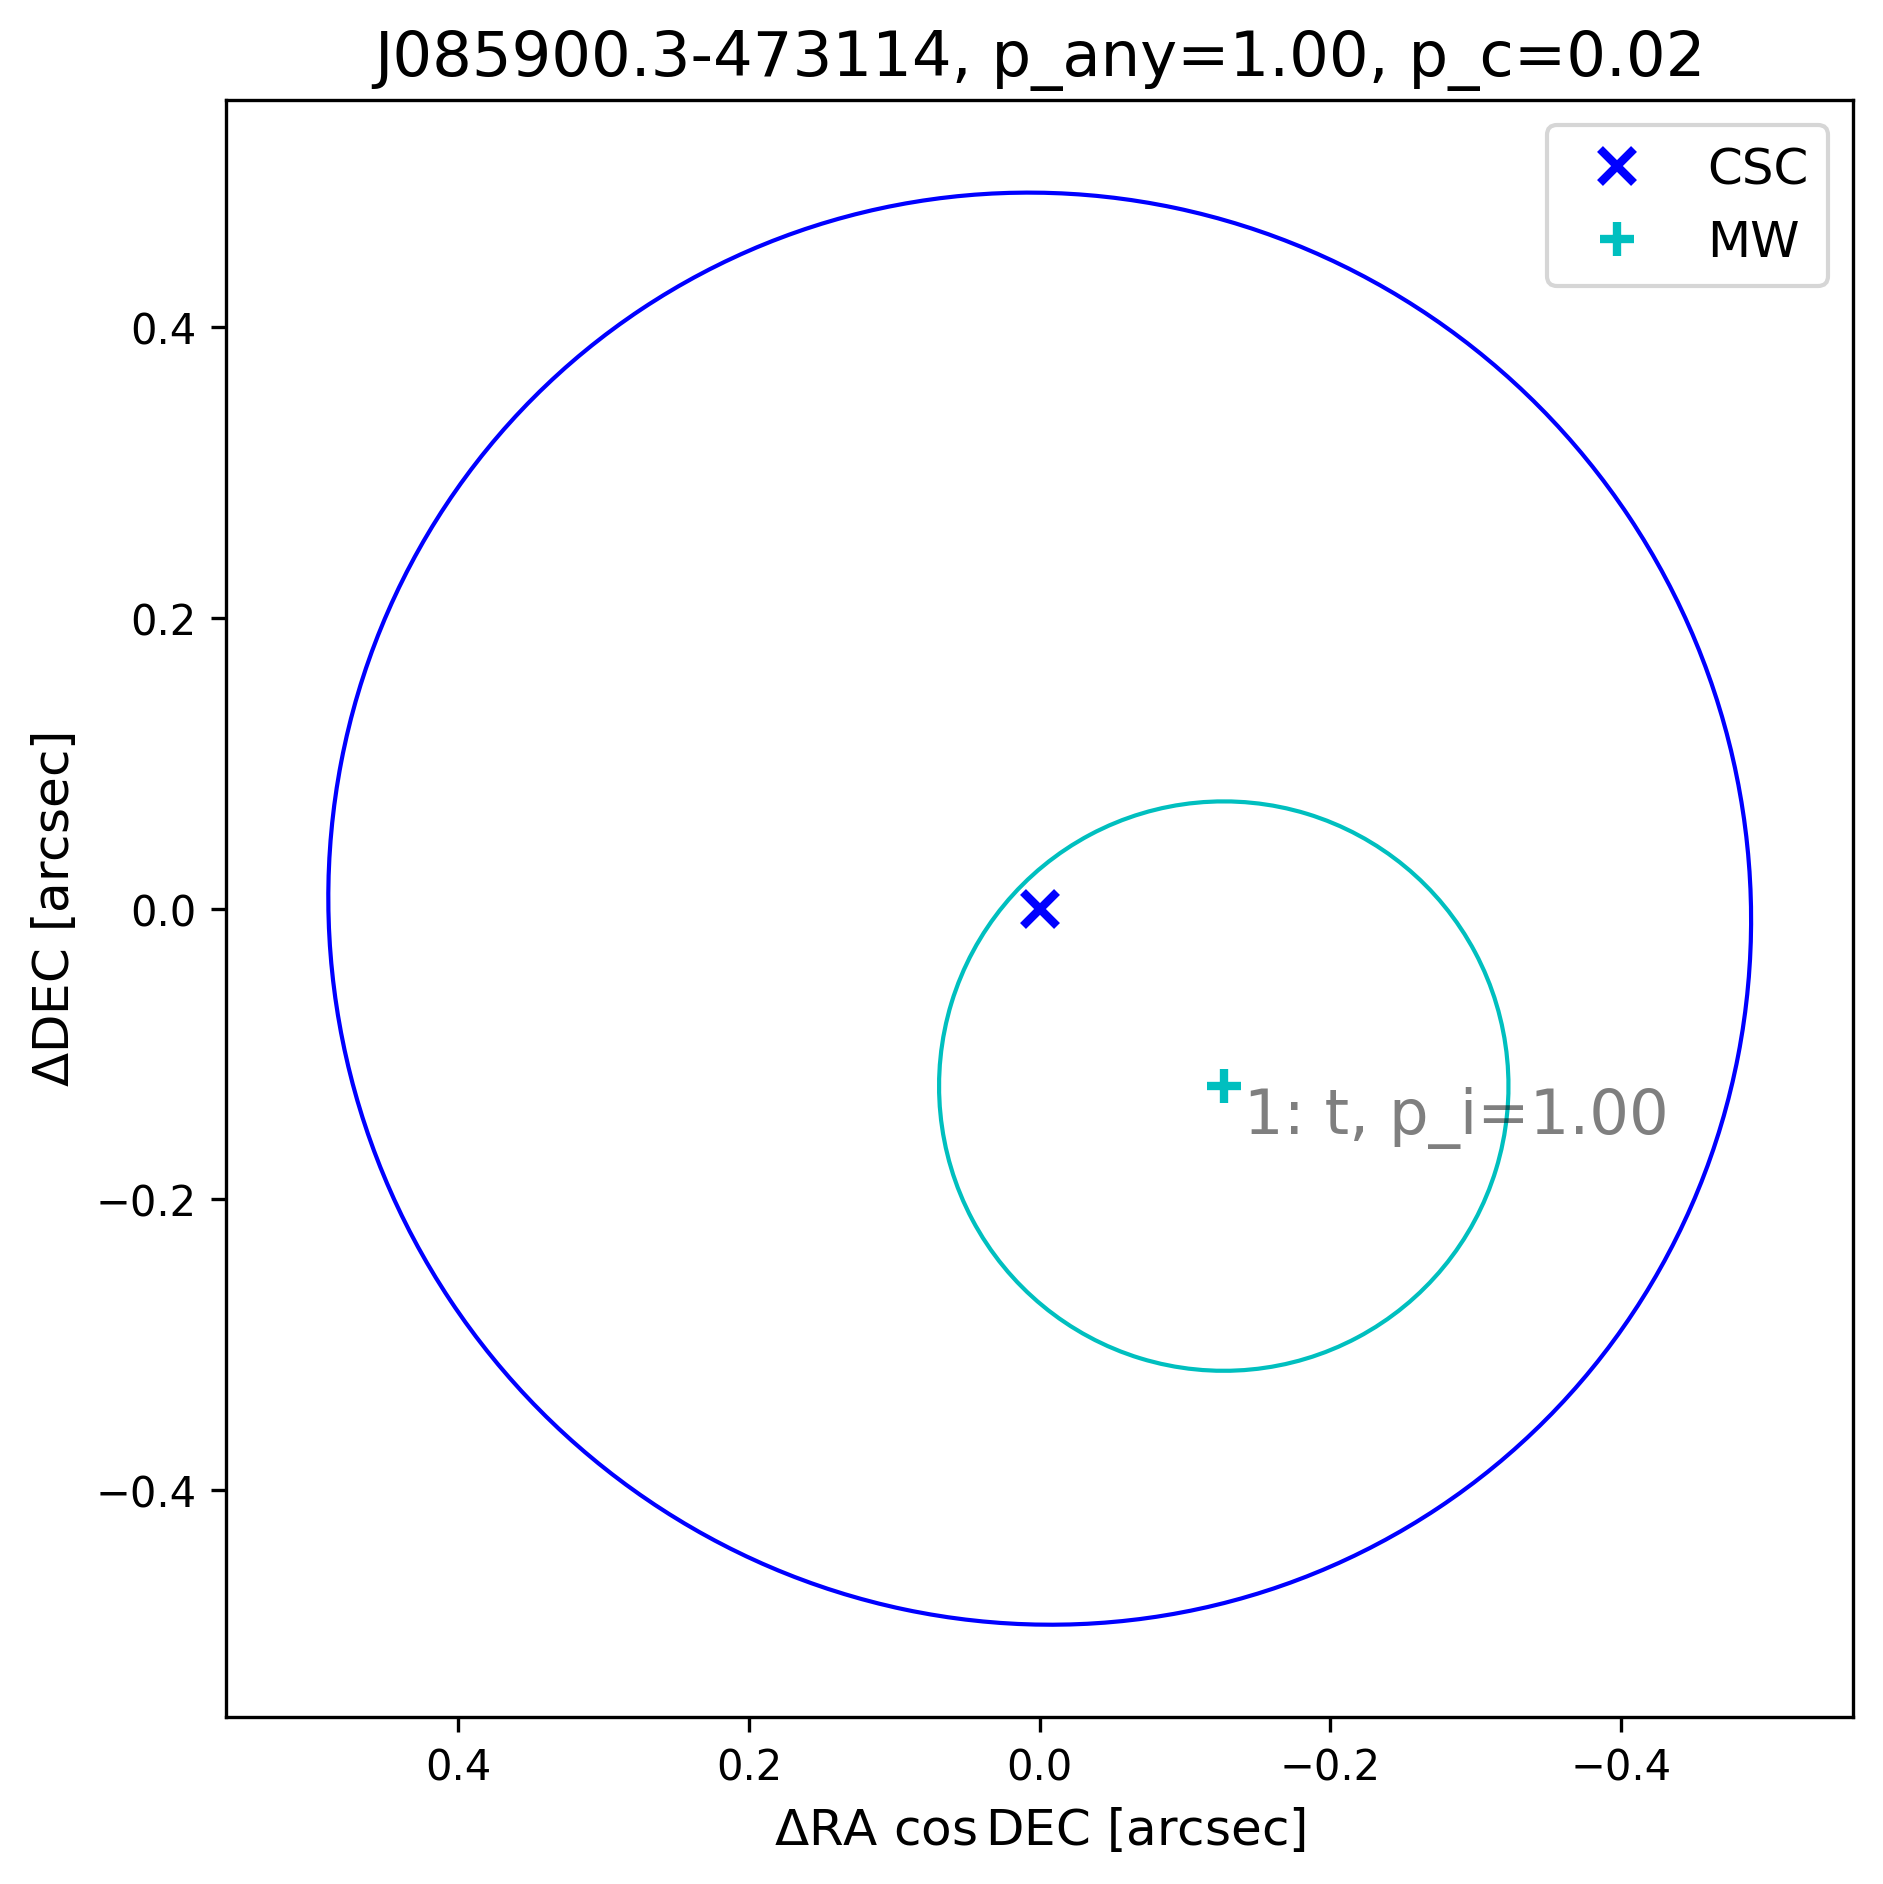 J085900.3-473114, p_any=1.00, p_c=0.02
CSC
MW
0.4
0.2
0.0
−0.2
−0.4
ΔDEC [arcsec]
1: t, p_i=1.00
0.4 0.2 0.0 −0.2 −0.4
ΔRA cos DEC [arcsec]